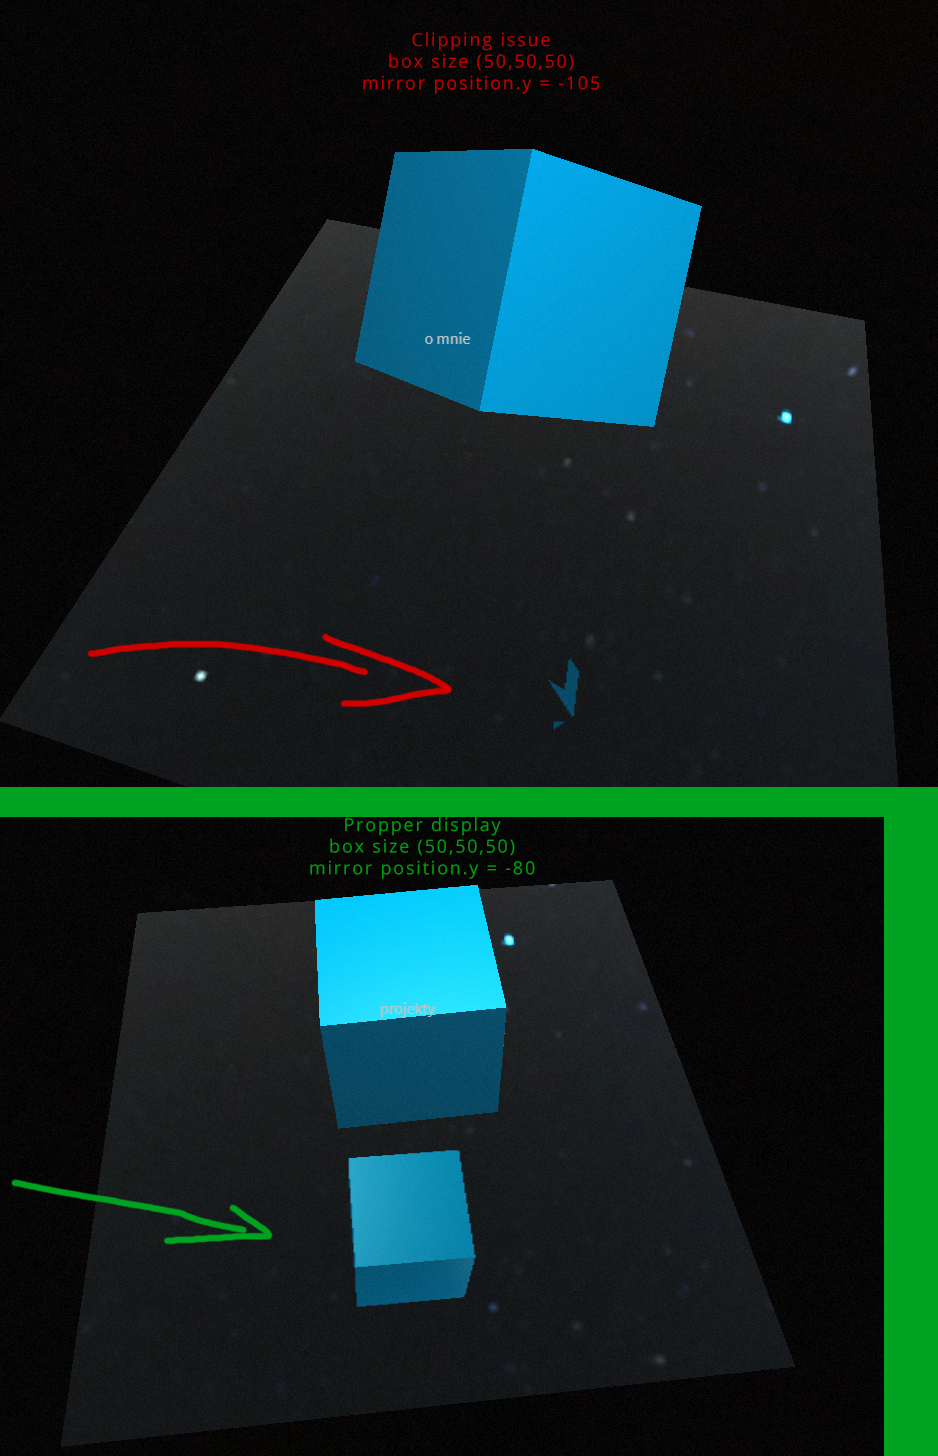 Clipping issue
box size (50,50,50)
mirror position.y = -105
o mnie
Propper display
box size (50,50,50)
mirror position.y = -80
projekty